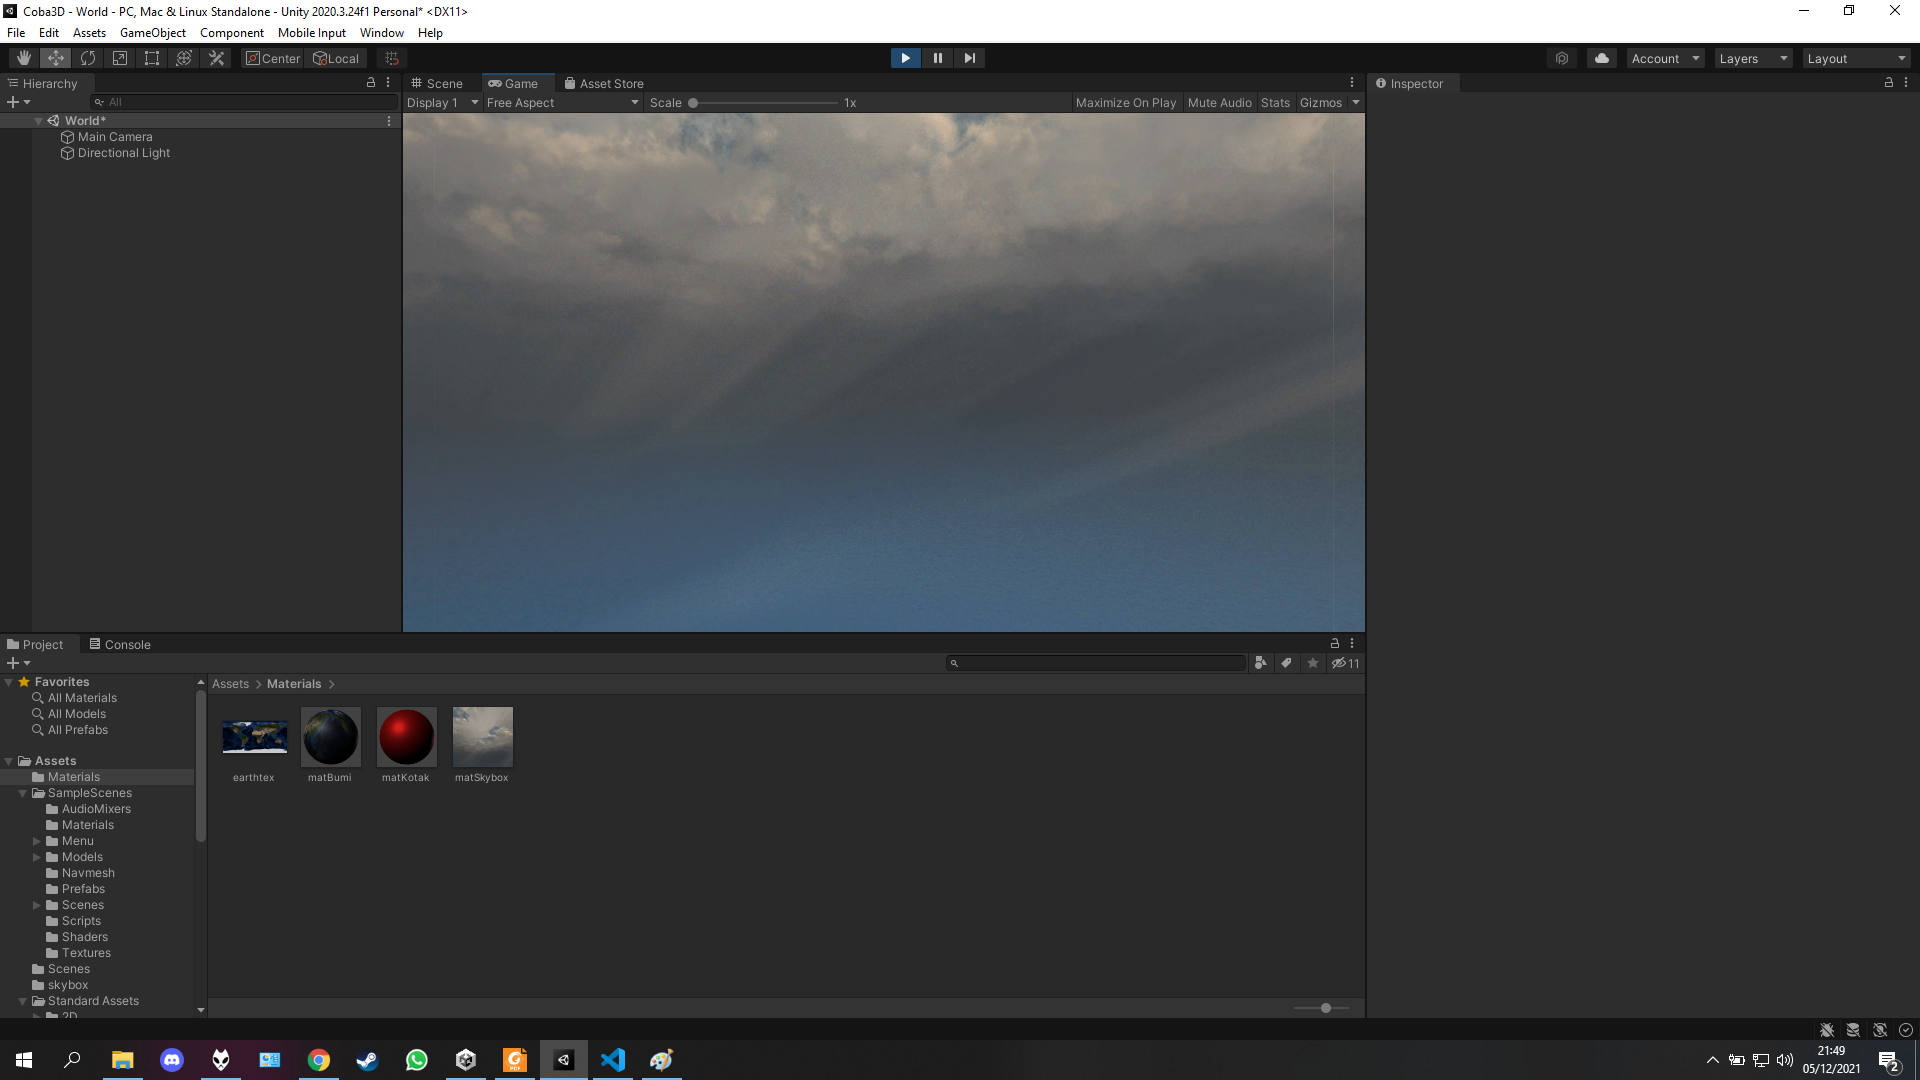 Coba3D - World - PC, Mac & Linux Standalone - Unity 2020.3.24f1 Personal* <DX11>
File Edit Assets GameObject Component Mobile Input Window Help
Center Local Account Layers Layout
Hierarchy
All
World*
Main Camera
Directional Light
Scene Game Asset Store
Display 1 Free Aspect Scale 1x Maximize On Play Mute Audio Stats Gizmos
Inspector
Project Console
11
Favorites
All Materials
All Models
All Prefabs
Assets
Materials
SampleScenes
AudioMixers
Materials
Menu
Models
Navmesh
Prefabs
Scenes
Scripts
Shaders
Textures
Scenes
skybox
Standard Assets
2D
Assets > Materials >
earthtex matBumi matKotak matSkybox
21:49
05/12/2021
2